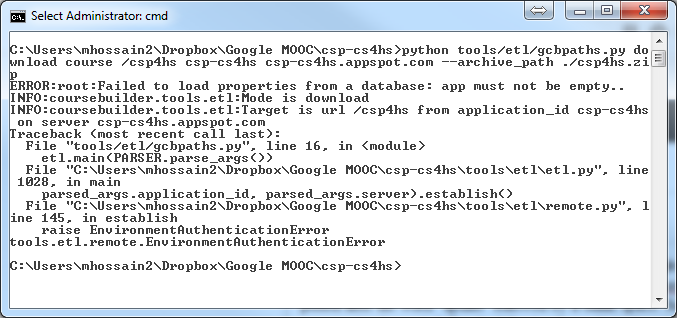 Select Administrator: cmd
C:\Users\mhossain2\Dropbox\Google MOOC\csp-cs4hs>python tools/etl/gcbpaths.py do
wnload course /csp4hs csp-cs4hs csp-cs4hs.appspot.com --archive_path ./csp4hs.zi
p
ERROR:root:Failed to load properties from a database: app must not be empty..
INFO:coursebuilder.tools.etl:Mode is download
INFO:coursebuilder.tools.etl:Target is url /csp4hs from application_id csp-cs4hs
 on server csp-cs4hs.appspot.com
Traceback (most recent call last):
  File "tools/etl/gcbpaths.py", line 16, in <module>
    etl.main(PARSER.parse_args())
  File "C:\Users\mhossain2\Dropbox\Google MOOC\csp-cs4hs\tools\etl\etl.py", line
 1028, in main
    parsed_args.application_id, parsed_args.server).establish()
  File "C:\Users\mhossain2\Dropbox\Google MOOC\csp-cs4hs\tools\etl\remote.py", l
ine 145, in establish
    raise EnvironmentAuthenticationError
tools.etl.remote.EnvironmentAuthenticationError
C:\Users\mhossain2\Dropbox\Google MOOC\csp-cs4hs>